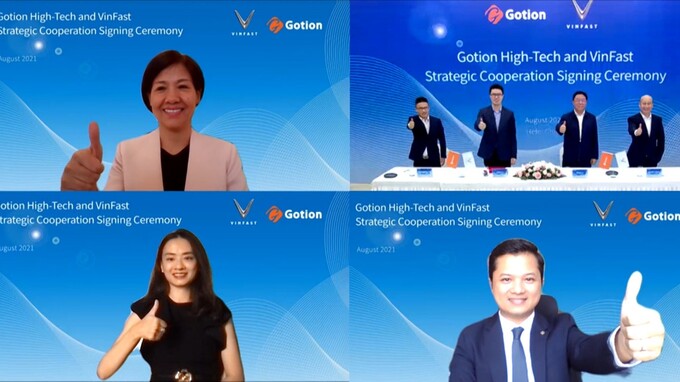 Gotion High-Tech and VinFast
Strategic Cooperation Signing Ceremony
August 2021
VINFAST
Gotion
VINFAST
Gotion
Gotion High-Tech and VinFast
Strategic Cooperation Signing Ceremony
August 202
Gotion High-Tech and VinFast
Strategic Cooperation Signing Ceremony
August 2021
VINFAST
Gotion
Gotion High-Tech and VinFast
Strategic Cooperation Signing Ceremony
August 2021
VINFAST
Gotion